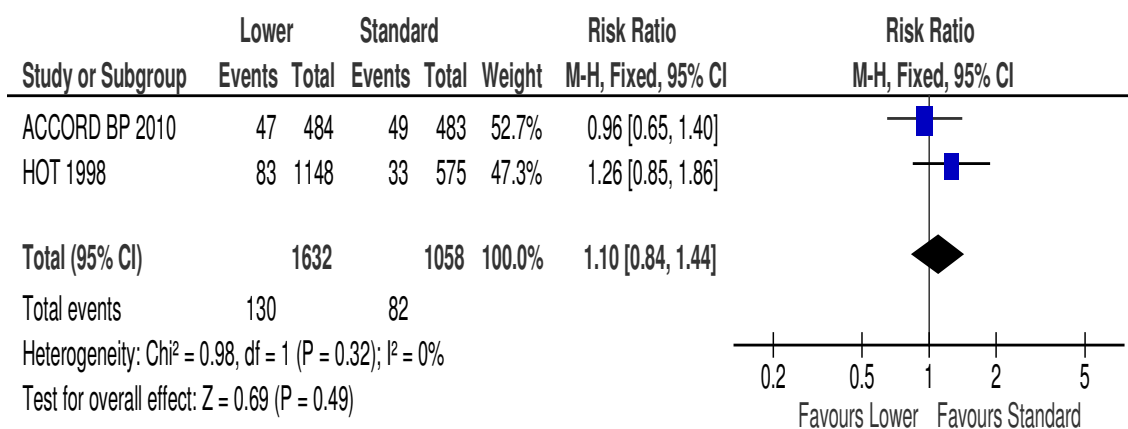 Lower Standard Risk Ratio Risk Ratio
Study or Subgroup Events Total Events Total Weight M-H, Fixed, 95% CI M-H, Fixed, 95% CI
ACCORD BP 2010 47 484 49 483 52.7% 0.96 [0.65, 1.40]
HOT 1998 83 1148 33 575 47.3% 1.26 [0.85, 1.86]
Total (95% CI) 1632 1058 100.0% 1.10 [0.84, 1.44]
Total events 130 82
Heterogeneity: Chi² = 0.98, df = 1 (P = 0.32); I² = 0%
Test for overall effect: Z = 0.69 (P = 0.49)
0.2 0.5 1 2 5
Favours Lower Favours Standard